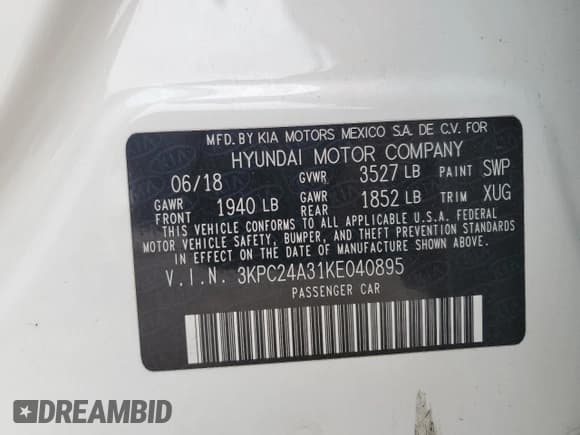 MFD. BY KIA MOTORS MEXICO S.A. DE C.V. FOR
HYUNDAI MOTOR COMPANY
06/18 GVWR 3527 LB PAINT SWP
GAWR FRONT 1940 LB GAWR REAR 1852 LB TRIM XUG
THIS VEHICLE CONFORMS TO ALL APPLICABLE U.S.A. FEDERAL
MOTOR VEHICLE SAFETY, BUMPER, AND THEFT PREVENTION STANDARDS
IN EFFECT ON THE DATE OF MANUFACTURE SHOWN ABOVE.
V.I.N. 3KPC24A31KE040895
PASSENGER CAR
DREAMBID